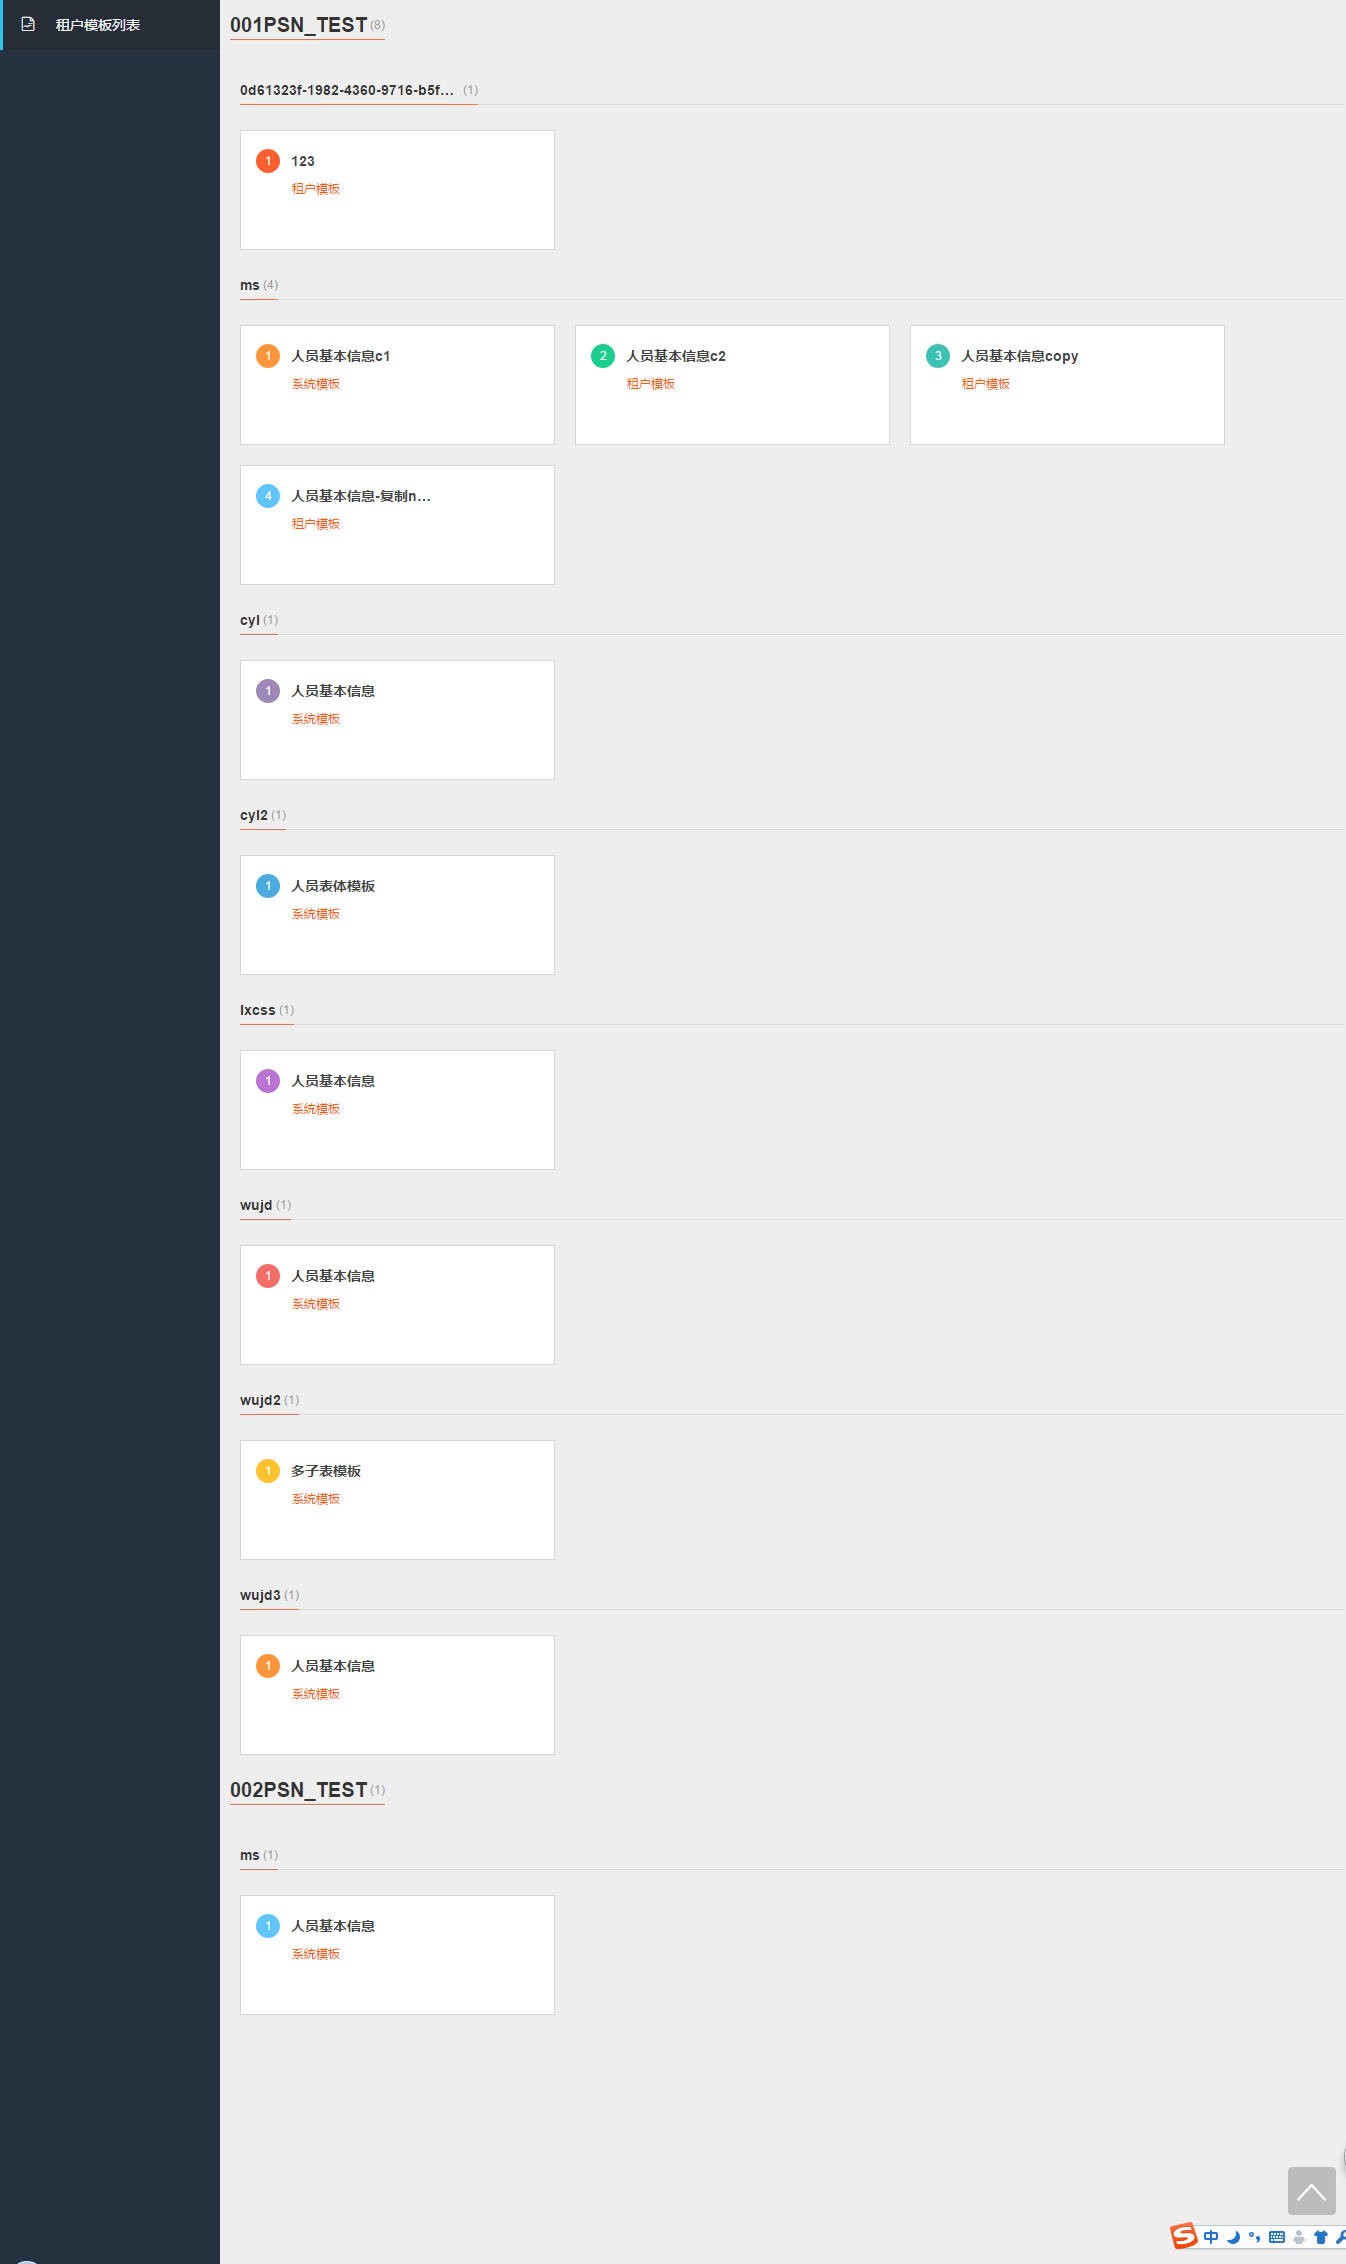 租户模板列表
001PSN_TEST (8)
0d61323f-1982-4360-9716-b5f... (1)
1 123
租户模板
ms (4)
1 人员基本信息c1
系统模板
2 人员基本信息c2
租户模板
3 人员基本信息copy
租户模板
4 人员基本信息-复制n...
租户模板
cyl (1)
1 人员基本信息
系统模板
cyl2 (1)
1 人员表体模板
系统模板
lxcss (1)
1 人员基本信息
系统模板
wujd (1)
1 人员基本信息
系统模板
wujd2 (1)
1 多子表模板
系统模板
wujd3 (1)
1 人员基本信息
系统模板
002PSN_TEST (1)
ms (1)
1 人员基本信息
系统模板
S 中